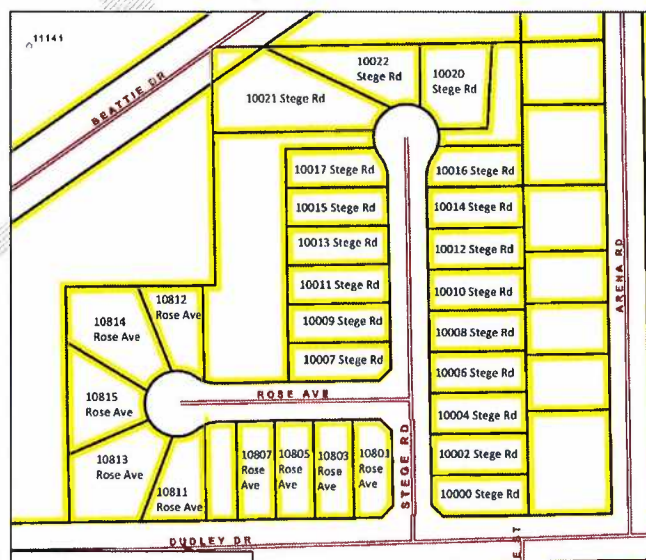 11141
BEATTIE DR
10022
Stege Rd
10020
Stege Rd
10021 Stege Rd
10017 Stege Rd
10016 Stege Rd
10015 Stege Rd
10014 Stege Rd
10013 Stege Rd
10012 Stege Rd
10011 Stege Rd
10010 Stege Rd
10009 Stege Rd
10008 Stege Rd
10007 Stege Rd
10006 Stege Rd
10004 Stege Rd
10002 Stege Rd
10000 Stege Rd
ARENA RD
10812
Rose Ave
10814
Rose Ave
10815
Rose Ave
10813
Rose Ave
10811
Rose Ave
ROSE AVE
10807
Rose
Ave
10805
Rose
Ave
10803
Rose
Ave
10801
Rose
Ave
STEGE RD
DUDLEY DR
E ST